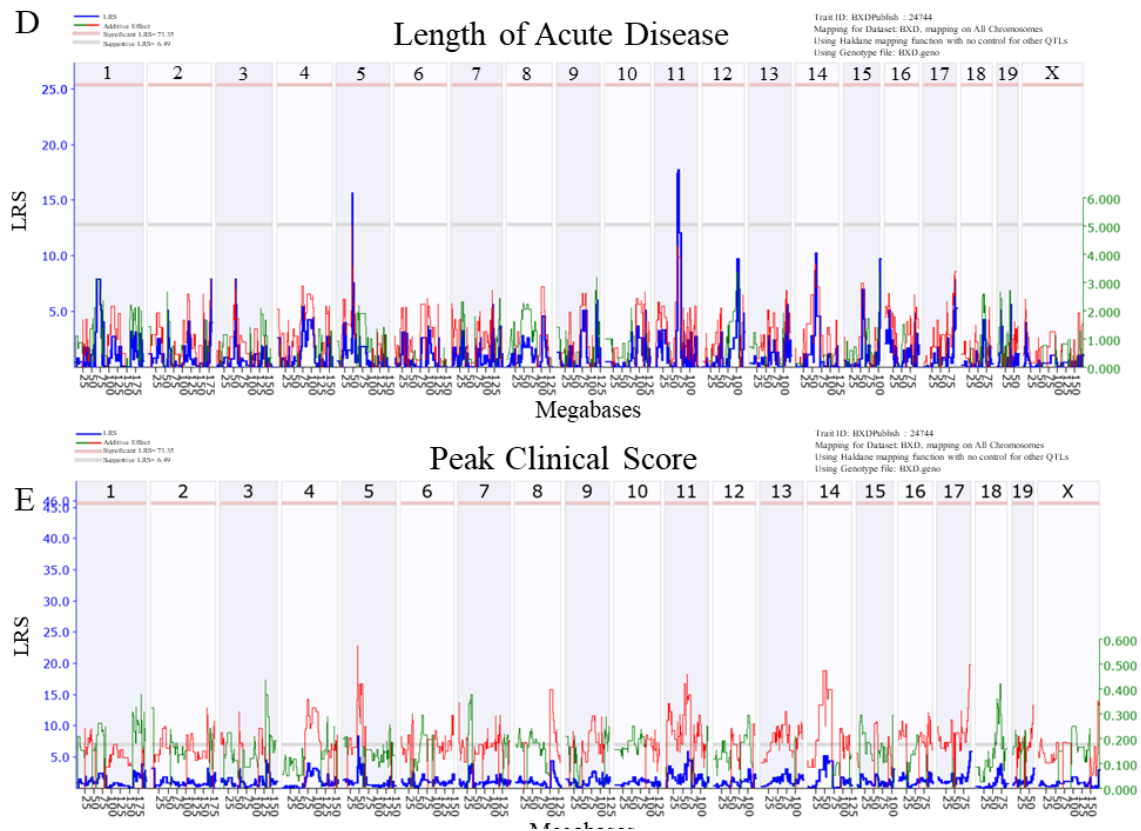 D
LRS
Additive Effect
Significant LRS= 73.35
Suggestive LRS= 6.49
Length of Acute Disease
Trait ID: BXDPublish : 24744
Mapping for Dataset: BXD, mapping on All Chromosomes
Using Haldane mapping function with no control for other QTLs
Using Genotype file: BXD.geno
1 2 3 4 5 6 7 8 9 10 11 12 13 14 15 16 17 18 19 X
25.0
20.0
15.0
10.0
5.0
LRS
6.000
5.000
4.000
3.000
2.000
1.000
0.000
Megabases
E
LRS
Additive Effect
Significant LRS= 73.35
Suggestive LRS= 6.49
Peak Clinical Score
Trait ID: BXDPublish : 24744
Mapping for Dataset: BXD, mapping on All Chromosomes
Using Haldane mapping function with no control for other QTLs
Using Genotype file: BXD.geno
1 2 3 4 5 6 7 8 9 10 11 12 13 14 15 16 17 18 19 X
46.0
45.0
40.0
35.0
30.0
25.0
20.0
15.0
10.0
5.0
LRS
0.600
0.500
0.400
0.300
0.200
0.100
0.000
Megabases